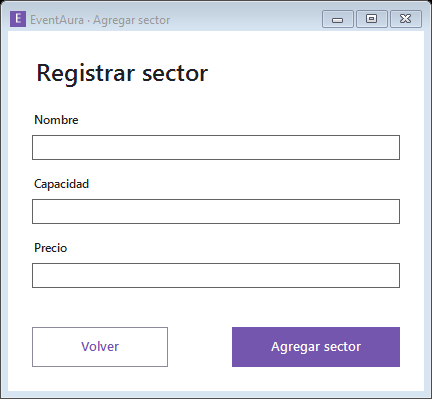 E EventAura · Agregar sector
Registrar sector
Nombre
Capacidad
Precio
Volver
Agregar sector